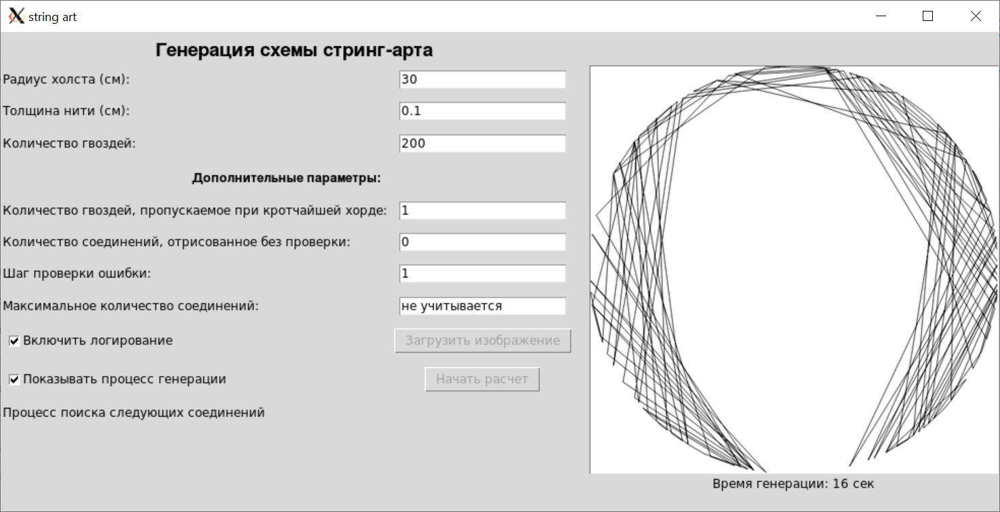 string art
Генерация схемы стринг-арта
Радиус холста (см): 30
Толщина нити (см): 0.1
Количество гвоздей: 200
Дополнительные параметры:
Количество гвоздей, пропускаемое при кротчайшей хорде: 1
Количество соединений, отрисованное без проверки: 0
Шаг проверки ошибки: 1
Максимальное количество соединений: не учитывается
Включить логирование Загрузить изображение
Показывать процесс генерации Начать расчет
Процесс поиска следующих соединений
Время генерации: 16 сек